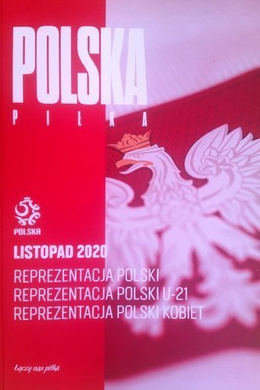 POLSKA
PIŁKA
POLSKA
LISTOPAD 2020
REPREZENTACJA POLSKI
REPREZENTACJA POLSKI U-21
REPREZENTACJA POLSKI KOBIET
Łączy nas piłka